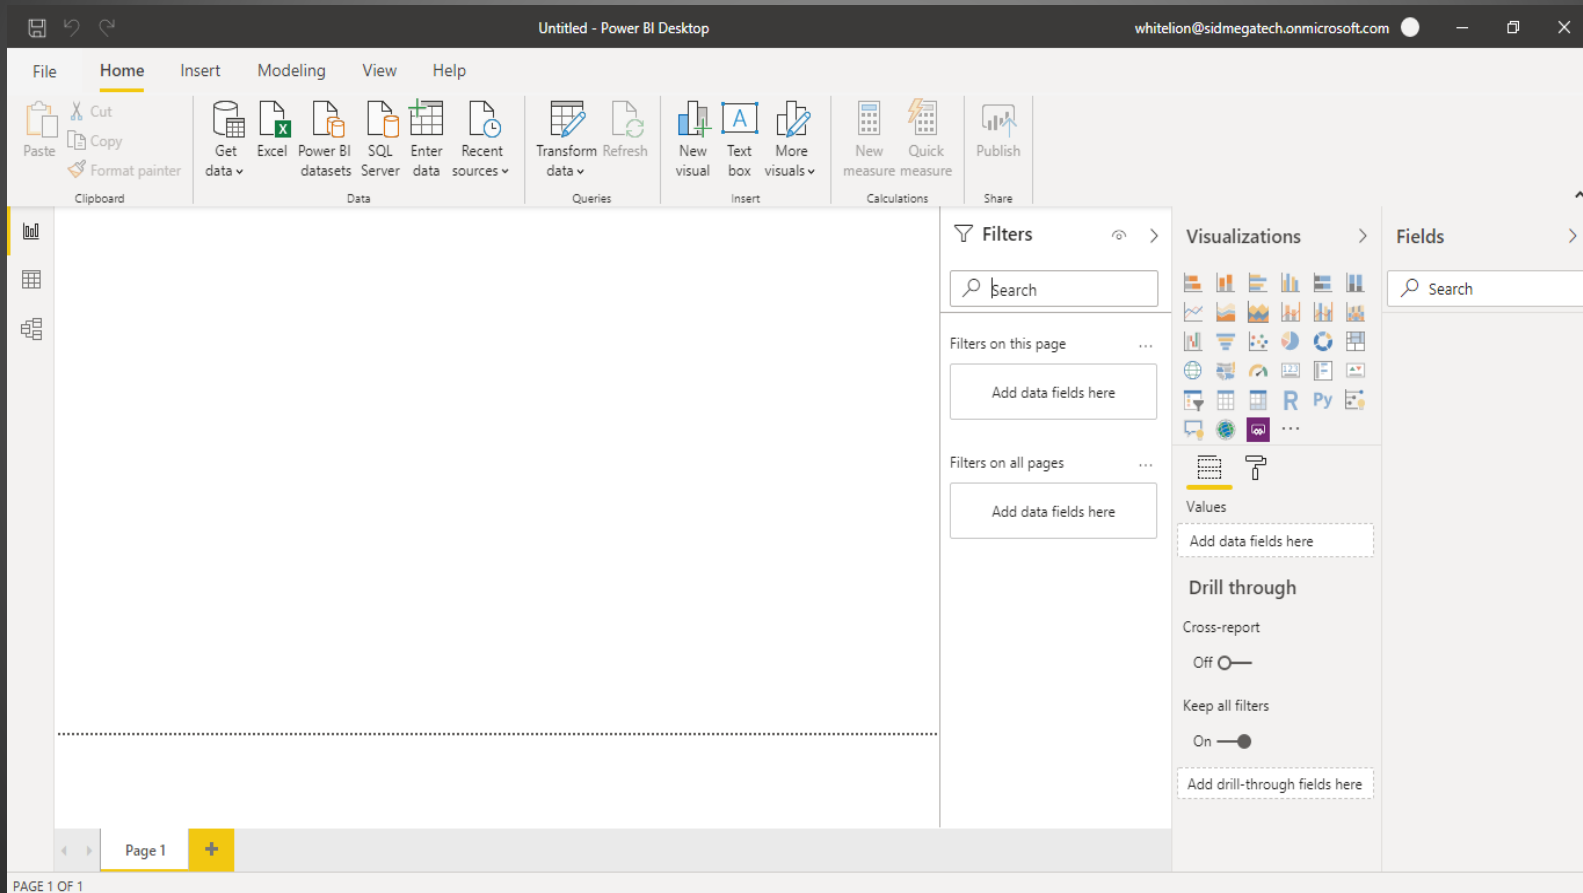 Untitled - Power BI Desktop
whitelion@sidmegatech.onmicrosoft.com
File Home Insert Modeling View Help
Paste
Cut
Copy
Format painter
Clipboard
Get data
Excel
Power BI datasets
SQL Server
Enter data
Recent sources
Data
Transform data
Refresh
Queries
New visual
Text box
More visuals
Insert
New measure
Quick measure
Calculations
Publish
Share
Filters
Search
Filters on this page
Add data fields here
Filters on all pages
Add data fields here
Visualizations
123
R
Py
Values
Add data fields here
Drill through
Cross-report
Off
Keep all filters
On
Add drill-through fields here
Fields
Search
Page 1
PAGE 1 OF 1